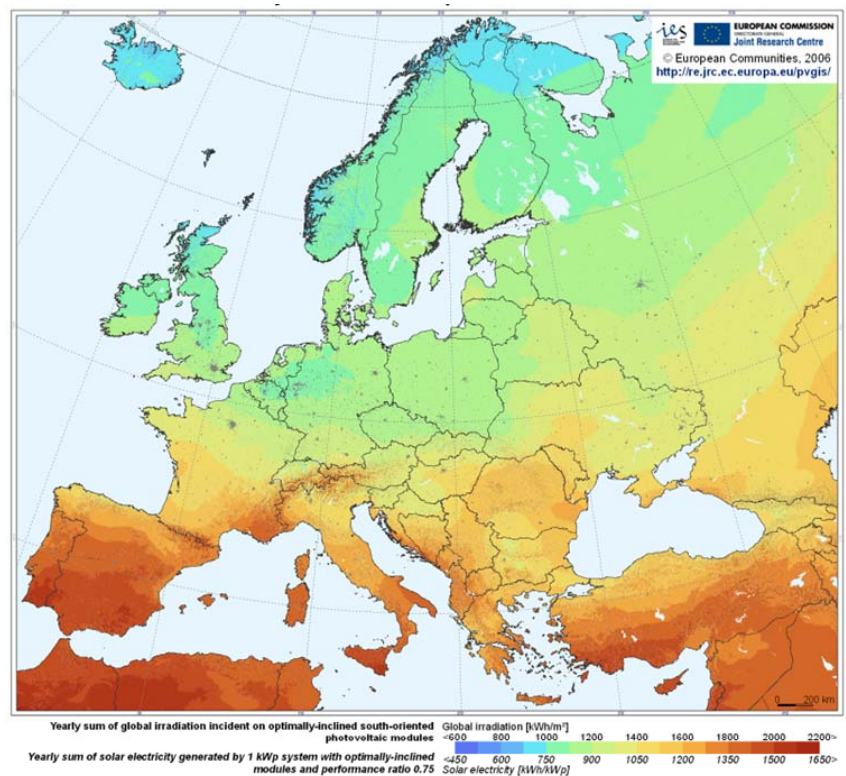 ies
EUROPEAN COMMISSION
DIRECTORATE GENERAL
Joint Research Centre
© European Communities, 2006
http://re.jrc.ec.europa.eu/pvgis/
0 200 km
Yearly sum of global irradiation incident on optimally-inclined south-oriented
photovoltaic modules
Yearly sum of solar electricity generated by 1 kWp system with optimally-inclined
modules and performance ratio 0.75
Global irradiation [kWh/m²]
<600 800 1000 1200 1400 1600 1800 2000 2200>
<450 600 750 900 1050 1200 1350 1500 1650>
Solar electricity [kWh/kWp]